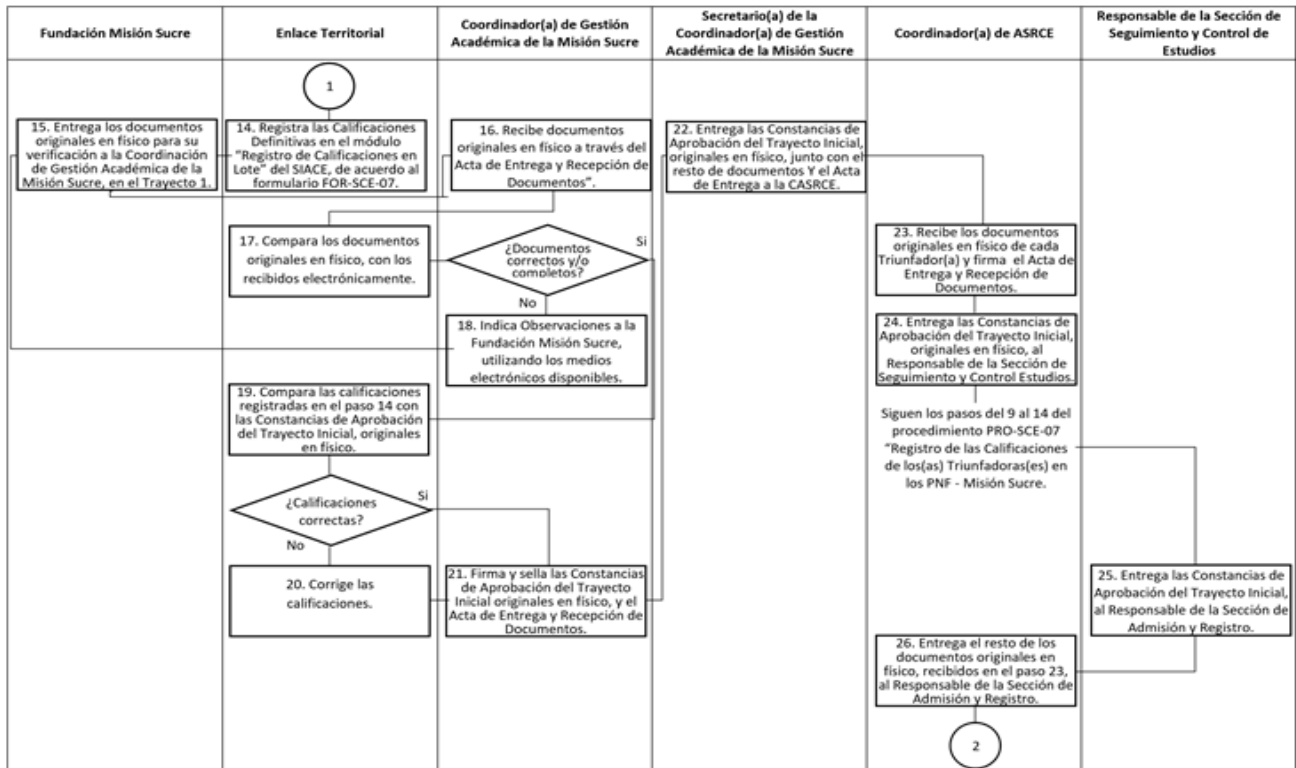 Fundación Misión Sucre
Enlace Territorial
Coordinador(a) de Gestión
Académica de la Misión Sucre
Secretario(a) de la
Coordinador(a) de Gestión
Académica de la Misión Sucre
Coordinador(a) de ASRCE
Responsable de la Sección de
Seguimiento y Control de
Estudios
1
15. Entrega los documentos
originales en físico para su
verificación a la Coordinación
de Gestión Académica de la
Misión Sucre, en el Trayecto 1.
14. Registra las Calificaciones
Definitivas en el módulo
"Registro de Calificaciones en
Lote" del SIACE, de acuerdo al
formulario FOR-SCE-07.
16. Recibe documentos
originales en físico a través del
Acta de Entrega y Recepción de
Documentos".
22. Entrega las Constancias de
Aprobación del Trayecto Inicial,
originales en físico, junto con el
resto de documentos Y el Acta
de Entrega a la CASRCE.
17. Compara los documentos
originales en físico, con los
recibidos electrónicamente.
¿Documentos
correctos y/o
completos?
Si
No
23. Recibe los documentos
originales en físico de cada
Triunfador(a) y firma el Acta de
Entrega y Recepción de
Documentos.
18. Indica Observaciones a la
Fundación Misión Sucre,
utilizando los medios
electrónicos disponibles.
24. Entrega las Constancias de
Aprobación del Trayecto Inicial,
originales en físico, al
Responsable de la Sección de
Seguimiento y Control Estudios.
19. Compara las calificaciones
registradas en el paso 14 con
las Constancias de Aprobación
del Trayecto Inicial, originales
en físico.
Siguen los pasos del 9 al 14 del
procedimiento PRO-SCE-07
"Registro de las Calificaciones
de los(as) Triunfadoras(es) en
los PNF - Misión Sucre.
¿Calificaciones
correctas?
Si
No
20. Corrige las
calificaciones.
21. Firma y sella las Constancias
de Aprobación del Trayecto
Inicial originales en físico, y el
Acta de Entrega y Recepción de
Documentos.
25. Entrega las Constancias de
Aprobación del Trayecto Inicial,
al Responsable de la Sección de
Admisión y Registro.
26. Entrega el resto de los
documentos originales en
físico, recibidos en el paso 23,
al Responsable de la Sección de
Admisión y Registro.
2